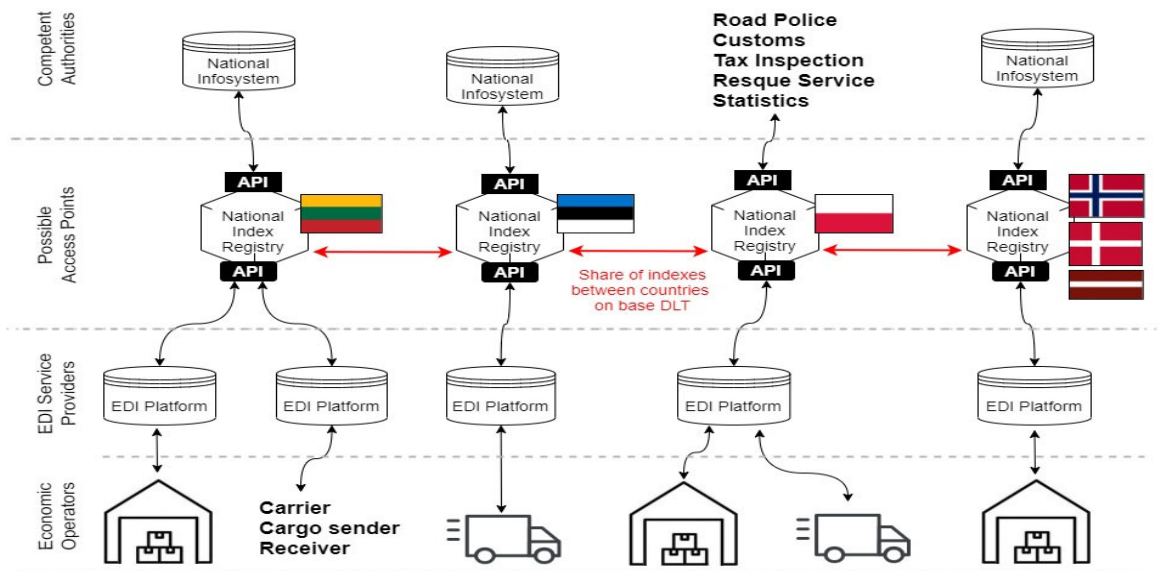 Competent
Authorities
National
Infosystem
National
Infosystem
Road Police
Customs
Tax Inspection
Resque Service
Statistics
National
Infosystem
Possible
Access Points
API
National
Index
Registry
API
API
National
Index
Registry
API
API
National
Index
Registry
API
API
National
Index
Registry
API
Share of indexes
between countries
on base DLT
EDI Service
Providers
EDI Platform
EDI Platform
EDI Platform
EDI Platform
EDI Platform
Economic
Operators
Carrier
Cargo sender
Receiver